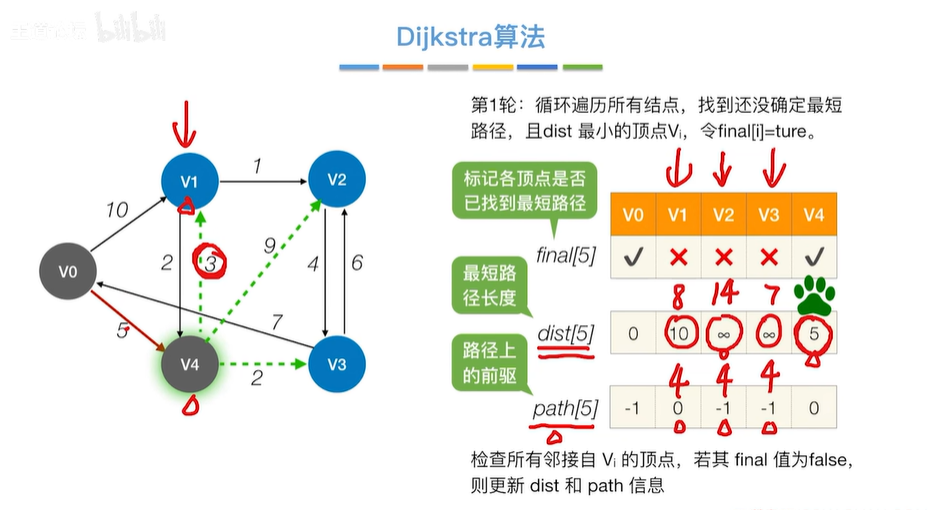 bilibili
Dijkstra算法
第1轮：循环遍历所有结点，找到还没确定最短
路径，且dist 最小的顶点Vi，令final[i]=ture。
标记各顶点是否
已找到最短路径
V0 V1 V2 V3 V4
final[5] ✓ ✕ ✕ ✕ ✓
8 14 7
最短路
径长度
dist[5] 0 10 ∞ ∞ 5
路径上
的前驱
4 4 4
path[5] -1 0 -1 -1 0
检查所有邻接自 Vi 的顶点，若其 final 值为false，
则更新 dist 和 path 信息
V1 1 V2
10
2 3 9 4 6
V0
5 7
V4 2 V3